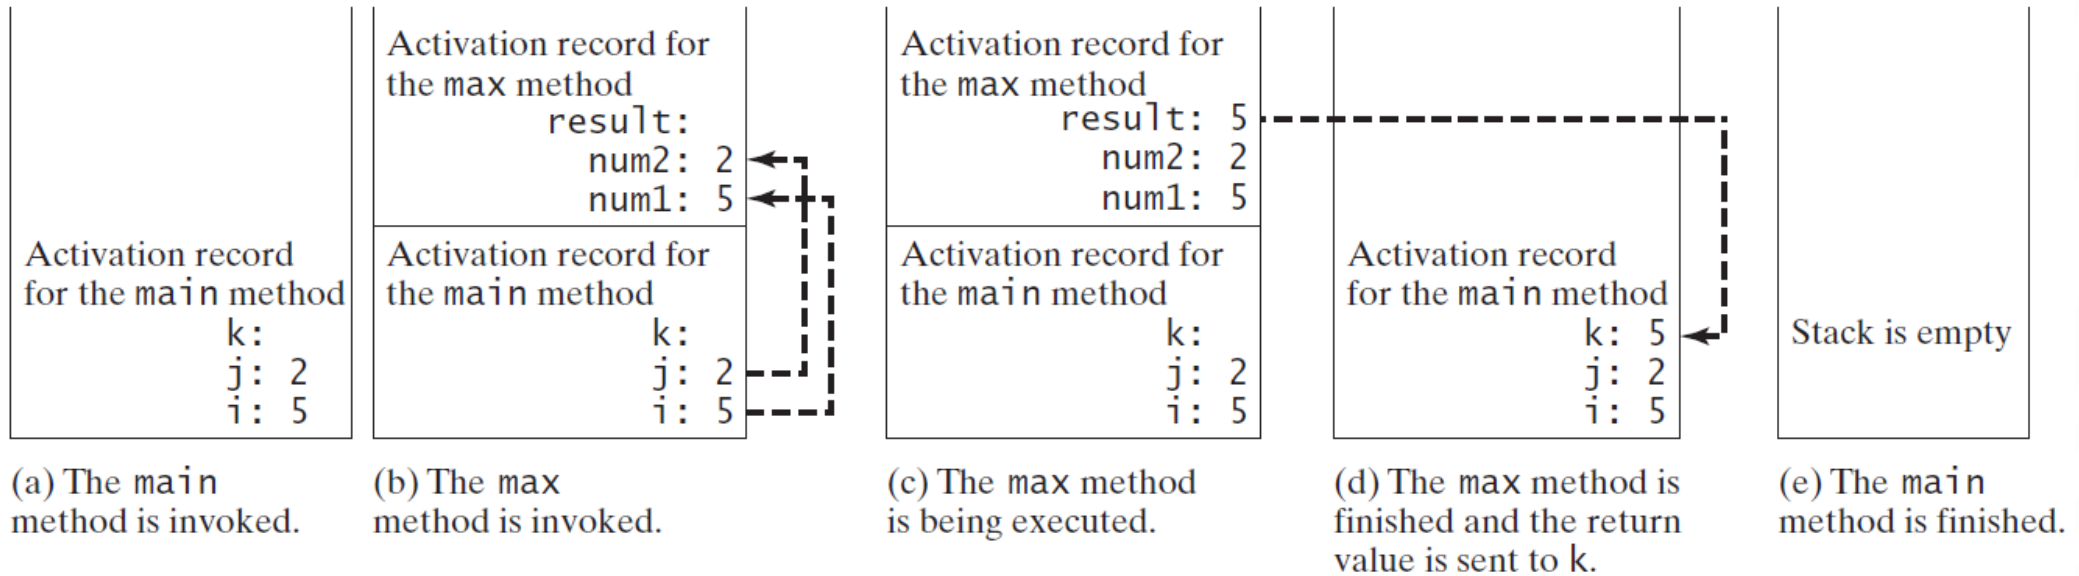 Activation record
for the main method
k:
j: 2
i: 5
(a) The main
method is invoked.
Activation record for
the max method
result:
num2: 2
num1: 5
Activation record for
the main method
k:
j: 2
i: 5
(b) The max
method is invoked.
Activation record for
the max method
result: 5
num2: 2
num1: 5
Activation record for
the main method
k:
j: 2
i: 5
(c) The max method
is being executed.
Activation record
for the main method
k: 5
j: 2
i: 5
(d) The max method is
finished and the return
value is sent to k.
Stack is empty
(e) The main
method is finished.